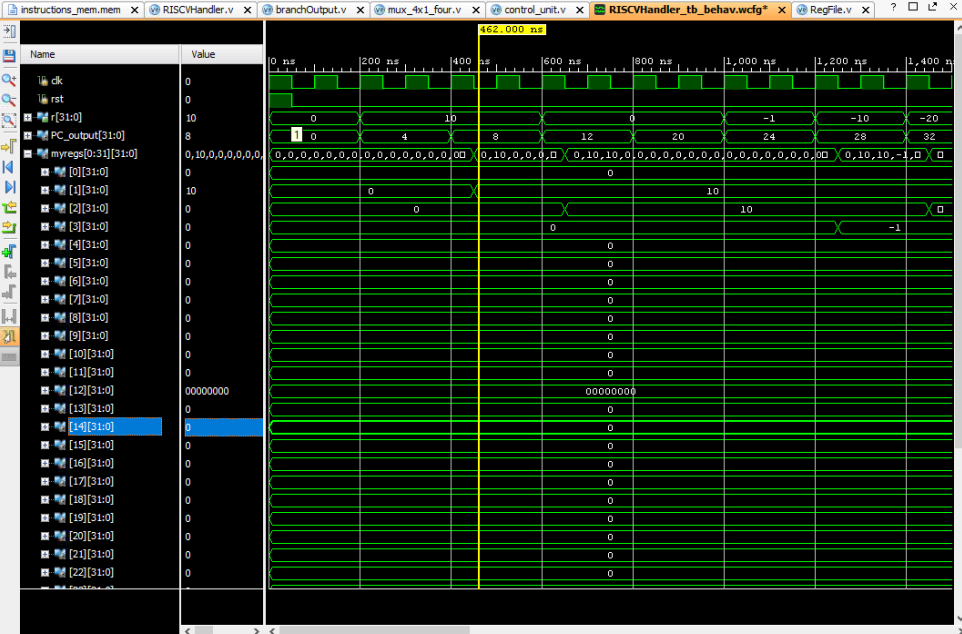 instructions_mem.mem RISCVHandler.v branchOutput.v mux_4x1_four.v control_unit.v RISCVHandler_tb_behav.wcfg* RegFile.v
462.000 ns
Name Value 0 ns 200 ns 400 ns 600 ns 800 ns 1,000 ns 1,200 ns 1,400 ns
clk 0
rst 0
r[31:0] 10 0 10 0 -1 -10 -20
PC_output[31:0] 8 1 0 4 8 12 20 24 28 32
myregs[0:31][31:0] 0,10,0,0,0,0,0,0, 0,0,0,0,0,0,0,0,0,0,0,0,0,0,0 0,10,0,0,0 0,10,10,0,0,0,0,0,0,0,0,0,0,0,0,0,0,0,0,0,0 0,10,10,-1,
[0][31:0] 0 0
[1][31:0] 10 0 10
[2][31:0] 0 0 10
[3][31:0] 0 0 -1
[4][31:0] 0 0
[5][31:0] 0 0
[6][31:0] 0 0
[7][31:0] 0 0
[8][31:0] 0 0
[9][31:0] 0 0
[10][31:0] 0 0
[11][31:0] 0 0
[12][31:0] 00000000 00000000
[13][31:0] 0 0
[14][31:0] 0 0
[15][31:0] 0 0
[16][31:0] 0 0
[17][31:0] 0 0
[18][31:0] 0 0
[19][31:0] 0 0
[20][31:0] 0 0
[21][31:0] 0 0
[22][31:0] 0 0